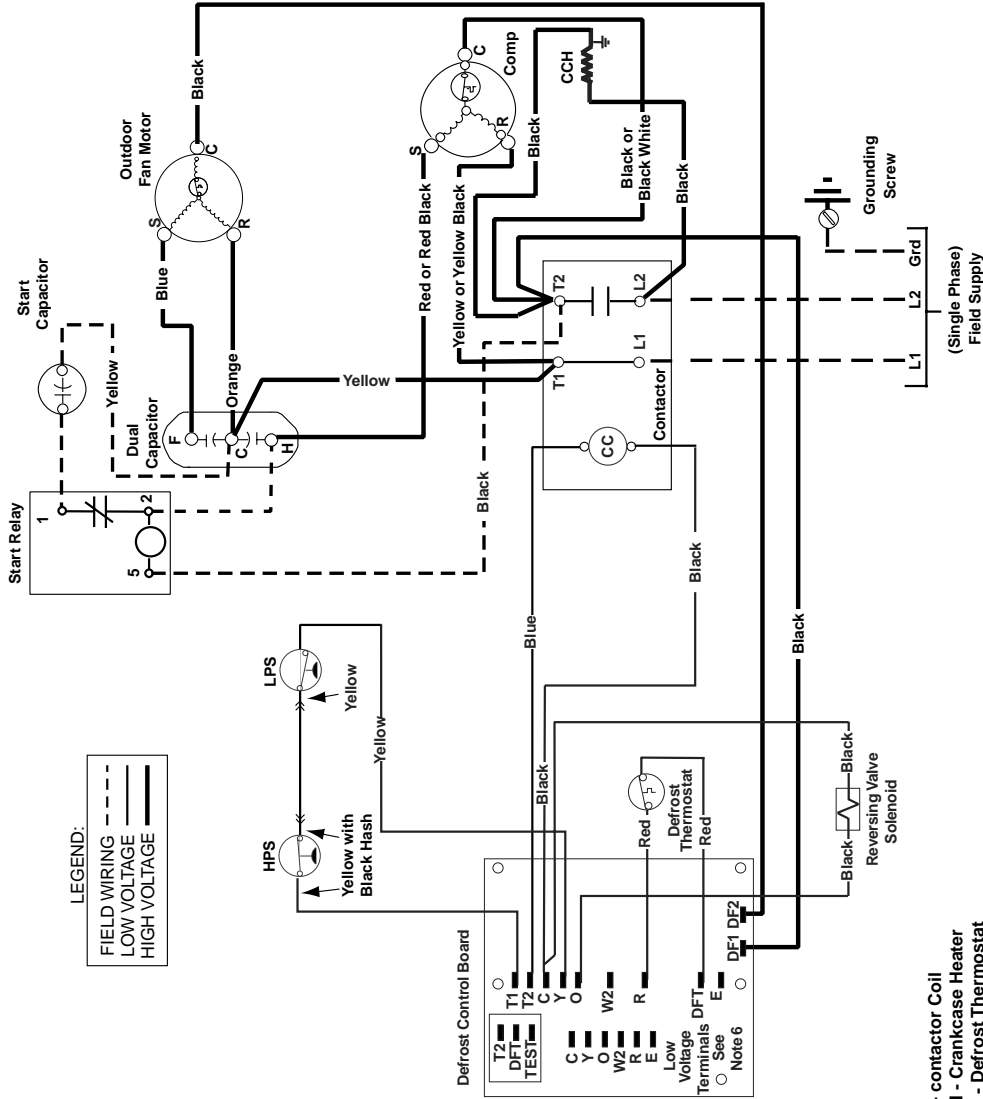 Start Relay
1
2
5
Start
Capacitor
Yellow
Dual
Capacitor
F
C
H
Blue
Orange
Outdoor
Fan Motor
S
R
C
Black
Red or Red Black
Yellow or Yellow Black
Yellow
S
R
C
Comp
Black
CCH
Black or
Black White
Black
T1
T2
L1
L2
Contactor
CC
Black
Blue
Black
Black
L1
L2
Grd
(Single Phase)
Field Supply
Grounding
Screw
LEGEND:
FIELD WIRING
LOW VOLTAGE
HIGH VOLTAGE
HPS
LPS
Yellow with
Black Hash
Yellow
Yellow
Defrost Control Board
T2
DFT
TEST
T1
T2
C
Y
O
W2
R
DFT
E
C
Y
O
W2
R
E
Low
Voltage
Terminals
See
Note 6
DF1
DF2
Black
Red
Defrost
Thermostat
Red
Black
Black
Reversing Valve
Solenoid
contactor Coil
- Crankcase Heater
- Defrost Thermostat